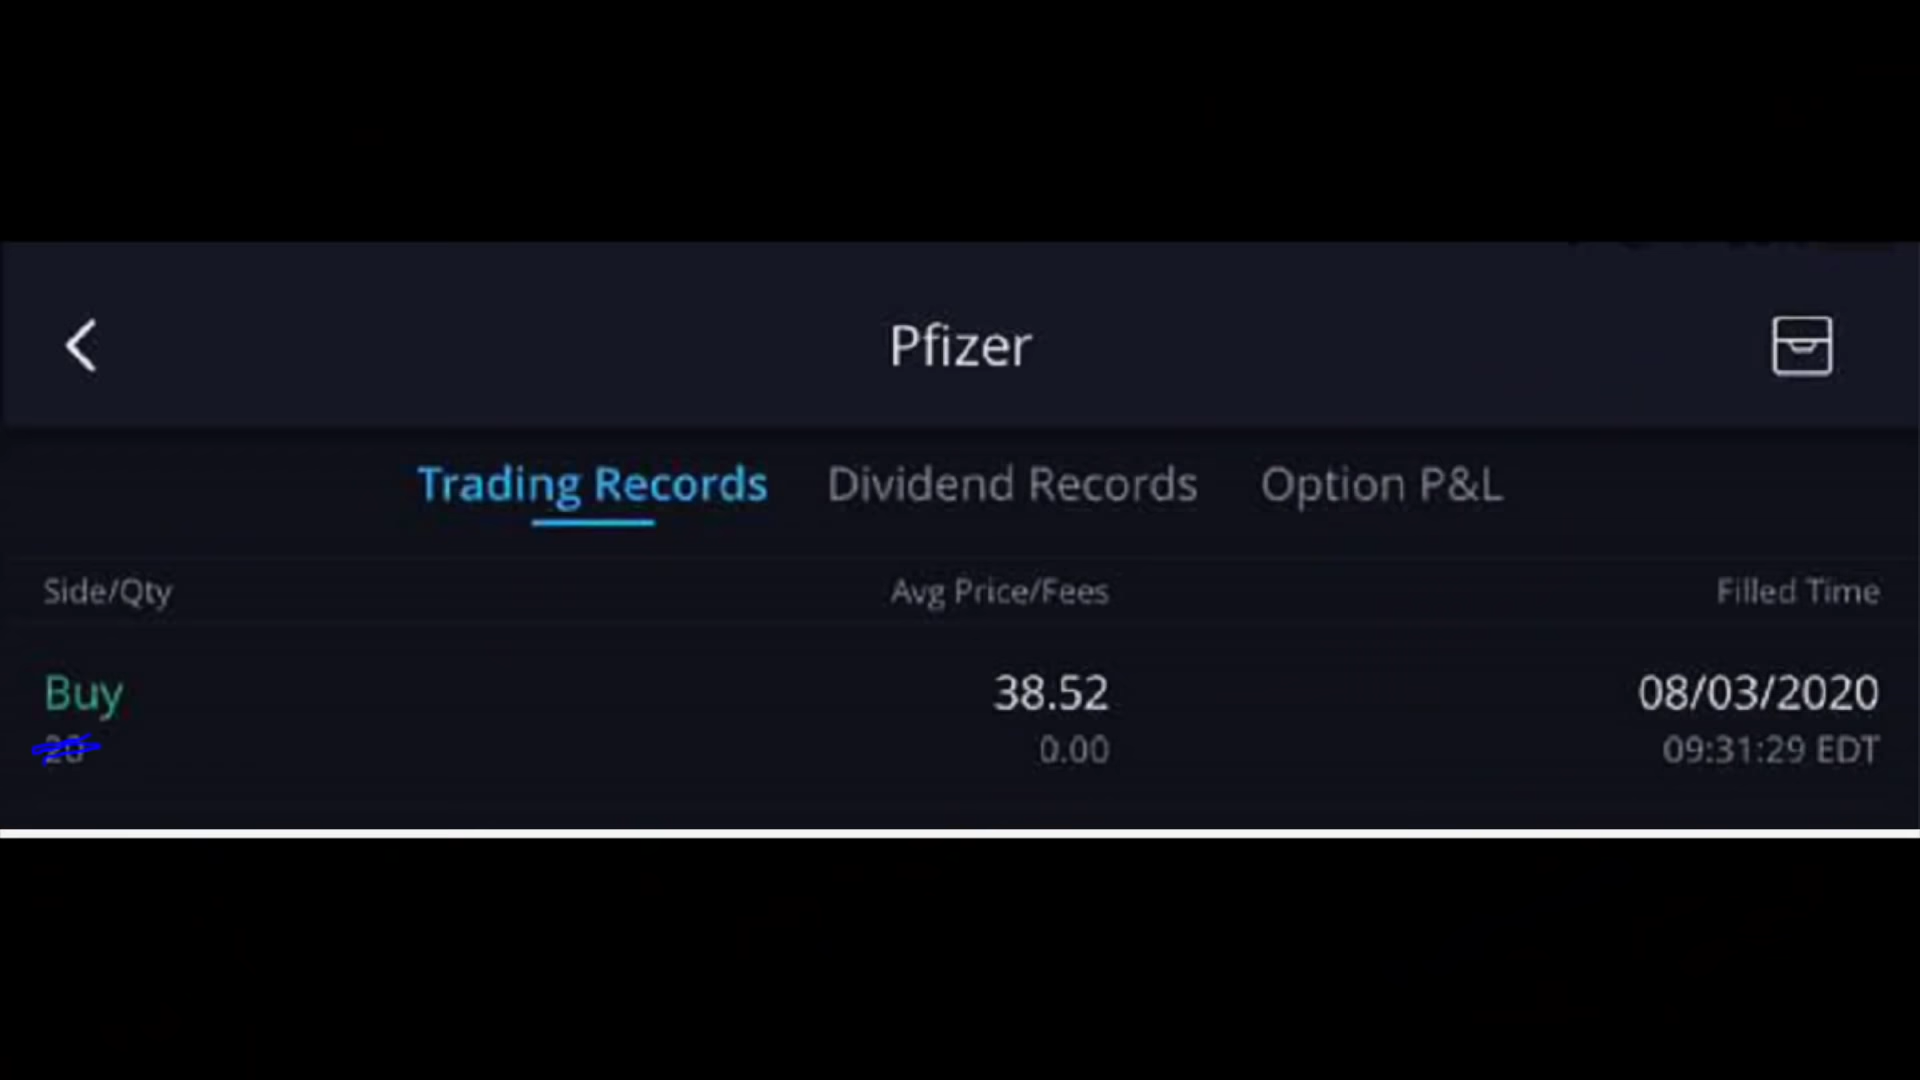 Pfizer
Trading Records Dividend Records Option P&L
Side/Qty Avg Price/Fees Filled Time
Buy 38.52 08/03/2020
0.00 09:31:29 EDT